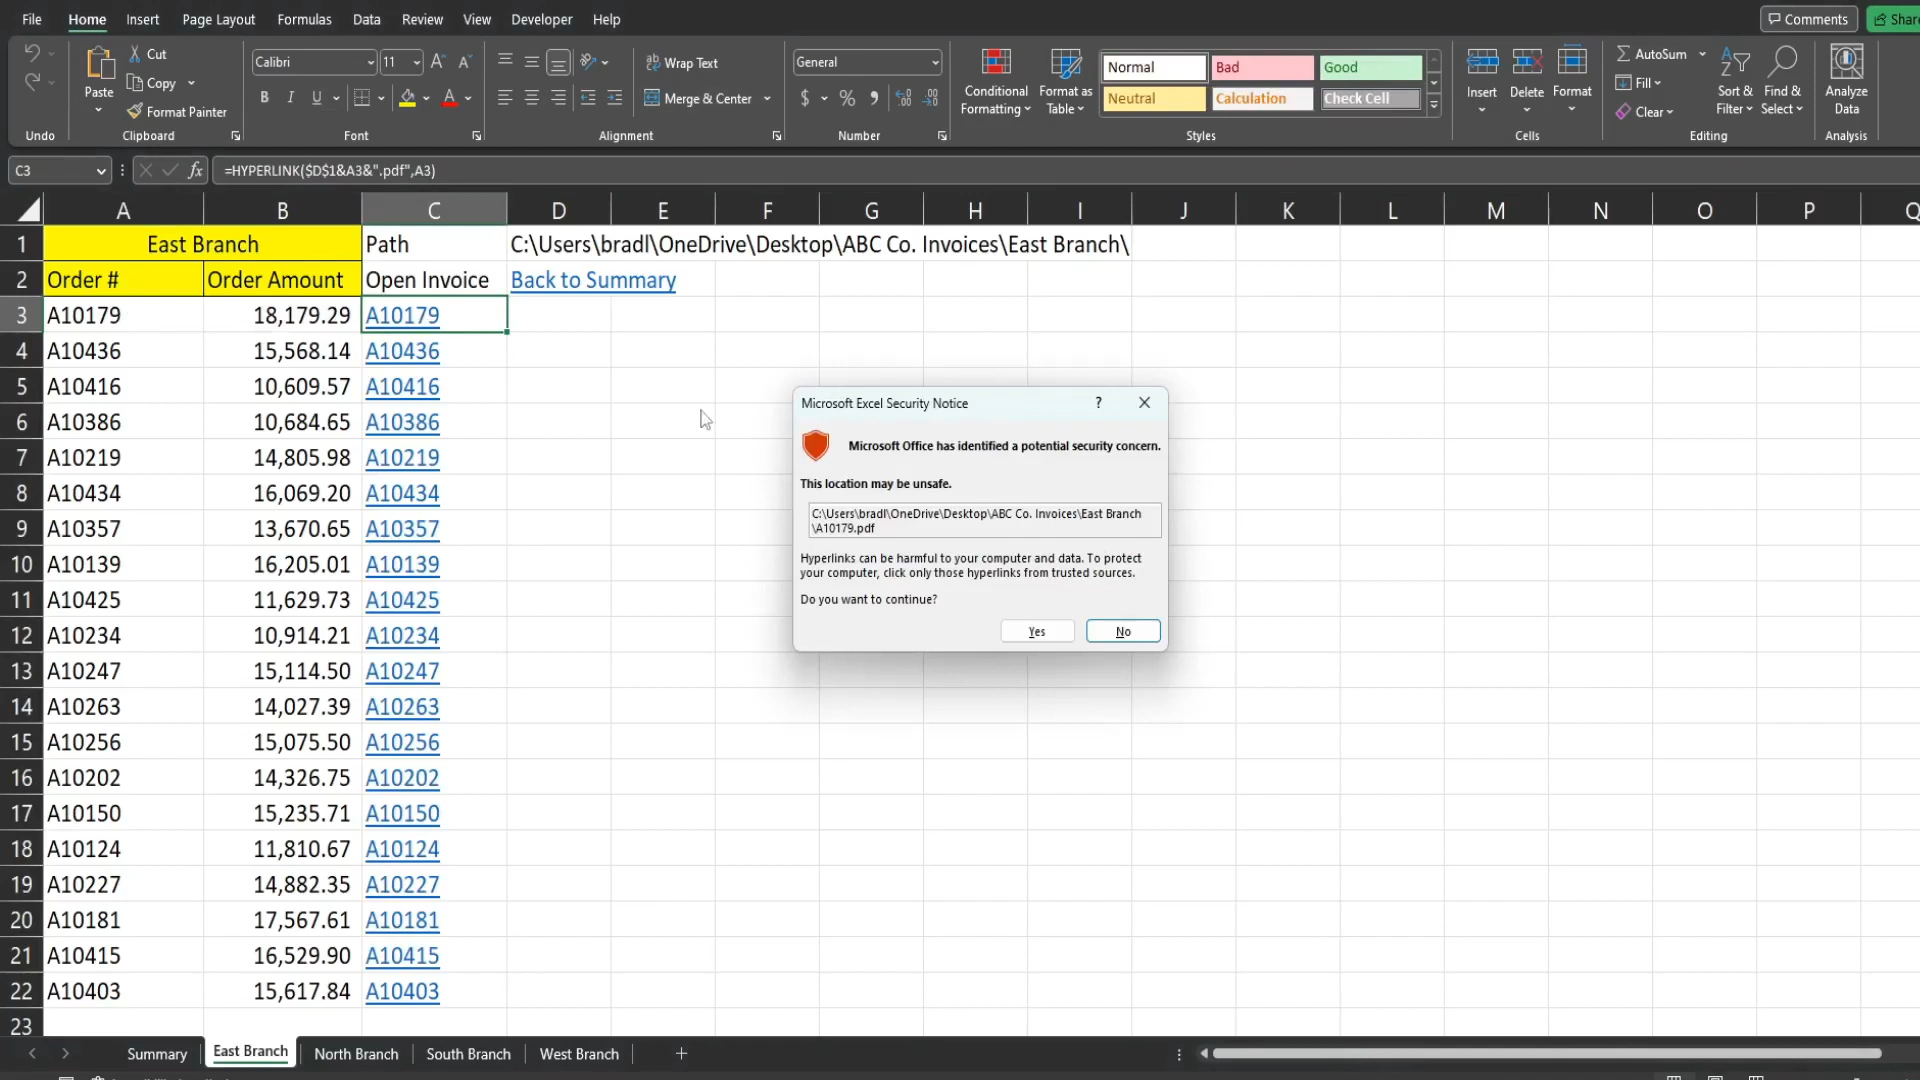 File Home Insert Page Layout Formulas Data Review View Developer Help Comments Share
Cut
Calibri 11 A A
Wrap Text
General
Normal Bad Good
AutoSum
Paste
Copy
Format Painter
B I U A
Merge & Center
$ %
Conditional Formatting
Format as Table
Neutral Calculation Check Cell
Insert Delete Format
Fill
Clear
Sort & Filter
Find & Select
Analyze Data
Undo Clipboard Font Alignment Number Styles Cells Editing Analysis
C3 fx =HYPERLINK($D$1&A3&".pdf",A3)
A B C D E F G H I J K L M N O P Q
1 East Branch Path C:\Users\bradl\OneDrive\Desktop\ABC Co. Invoices\East Branch\
2 Order # Order Amount Open Invoice Back to Summary
3 A10179 18,179.29 A10179
4 A10436 15,568.14 A10436
5 A10416 10,609.57 A10416
6 A10386 10,684.65 A10386
7 A10219 14,805.98 A10219
8 A10434 16,069.20 A10434
9 A10357 13,670.65 A10357
10 A10139 16,205.01 A10139
11 A10425 11,629.73 A10425
12 A10234 10,914.21 A10234
13 A10247 15,114.50 A10247
14 A10263 14,027.39 A10263
15 A10256 15,075.50 A10256
16 A10202 14,326.75 A10202
17 A10150 15,235.71 A10150
18 A10124 11,810.67 A10124
19 A10227 14,882.35 A10227
20 A10181 17,567.61 A10181
21 A10415 16,529.90 A10415
22 A10403 15,617.84 A10403
23
Microsoft Excel Security Notice ?
Microsoft Office has identified a potential security concern.
This location may be unsafe.
C:\Users\bradl\OneDrive\Desktop\ABC Co. Invoices\East Branch
\A10179.pdf
Hyperlinks can be harmful to your computer and data. To protect
your computer, click only those hyperlinks from trusted sources.
Do you want to continue?
Yes No
Summary East Branch North Branch South Branch West Branch